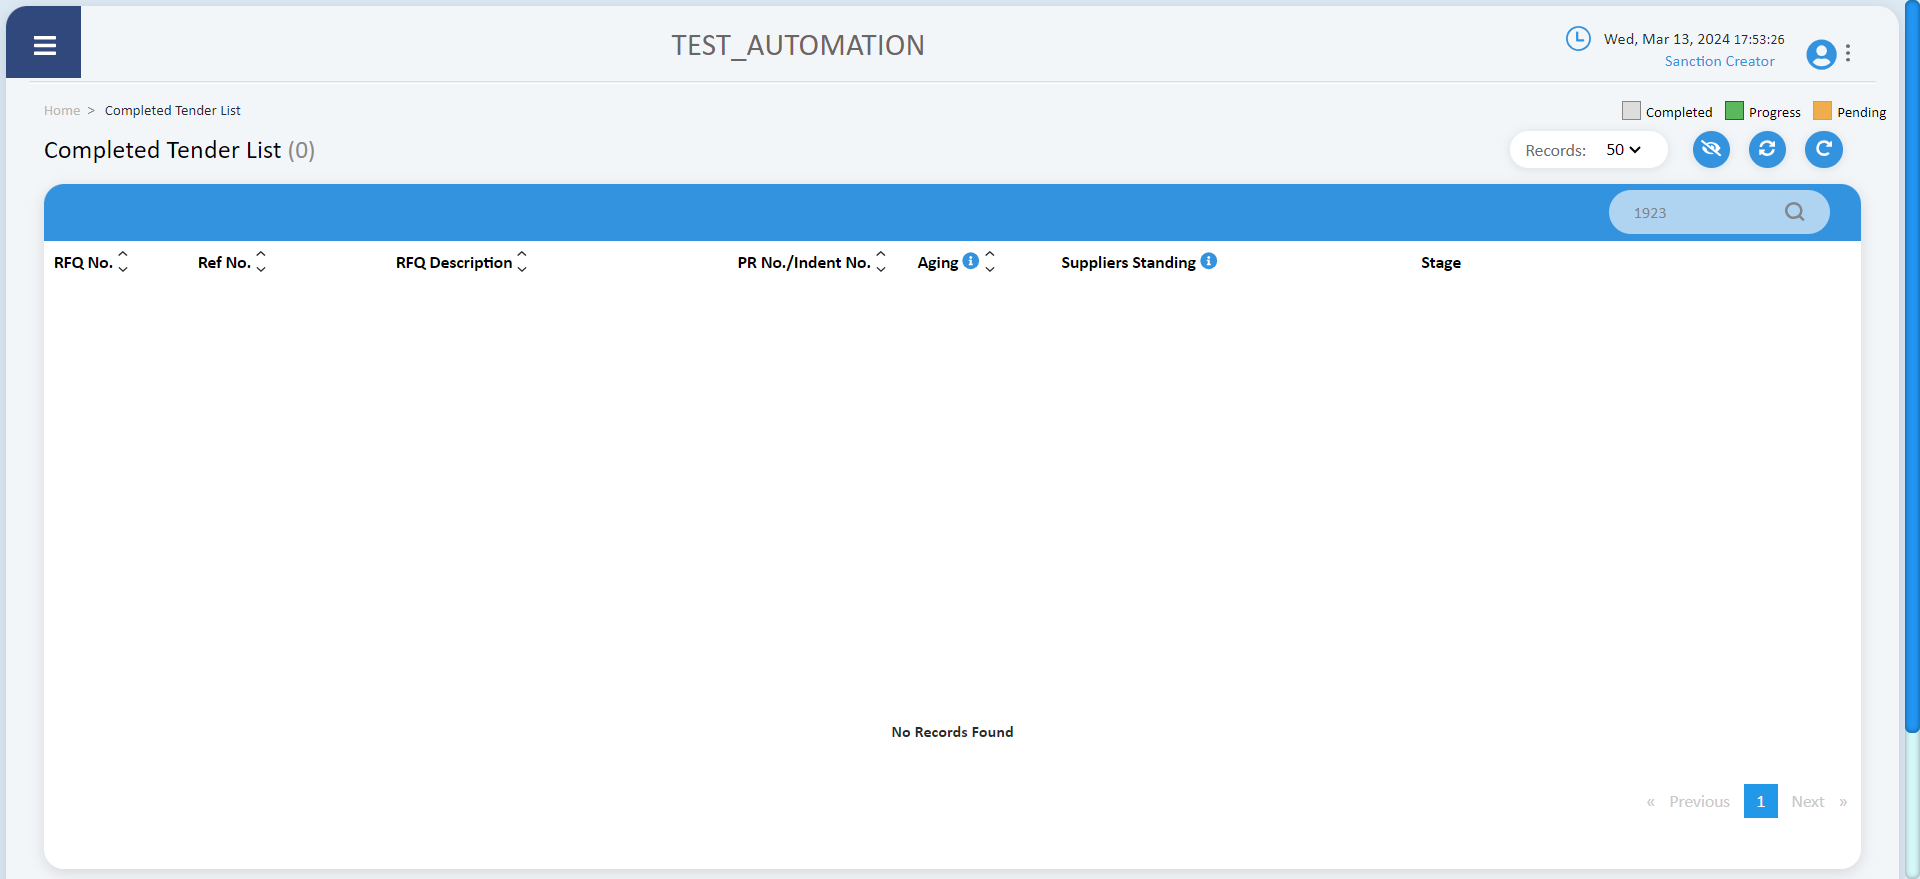 TEST_AUTOMATION
Wed, Mar 13, 2024 17:53:26
Sanction Creator
Home > Completed Tender List
Completed Progress Pending
Completed Tender List (0)
Records: 50
1923
RFQ No. Ref No. RFQ Description PR No./Indent No. Aging Suppliers Standing Stage
No Records Found
« Previous 1 Next »